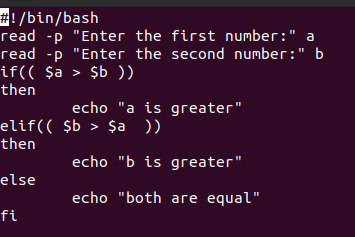 #!/bin/bash
read -p "Enter the first number:" a
read -p "Enter the second number:" b
if(( $a > $b ))
then
        echo "a is greater"
elif(( $b > $a  ))
then
        echo "b is greater"
else
        echo "both are equal"
fi